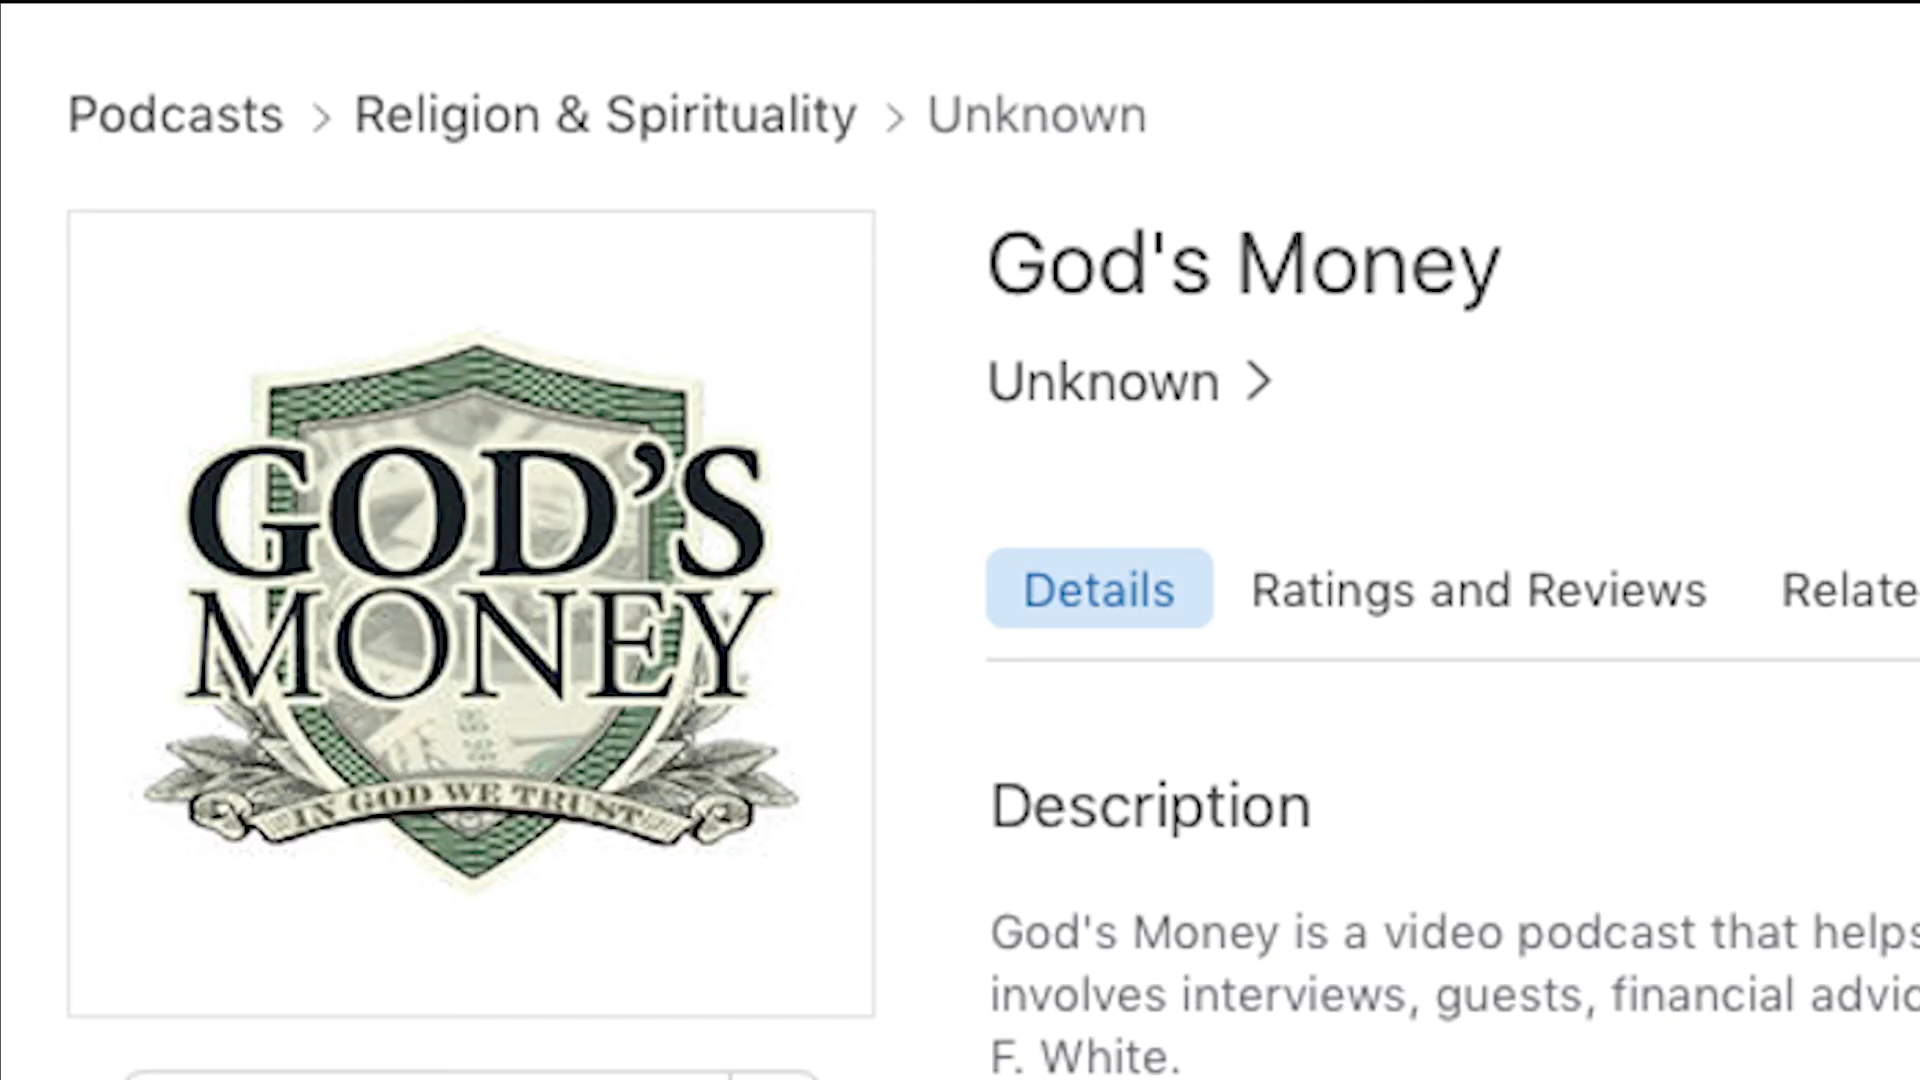 Podcasts > Religion & Spirituality > Unknown
GOD'S
MONEY
IN GOD WE TRUST
God's Money
Unknown >
Details Ratings and Reviews
Description
God's Money is a video podcast that helps
involves interviews, guests, financial
F. White.